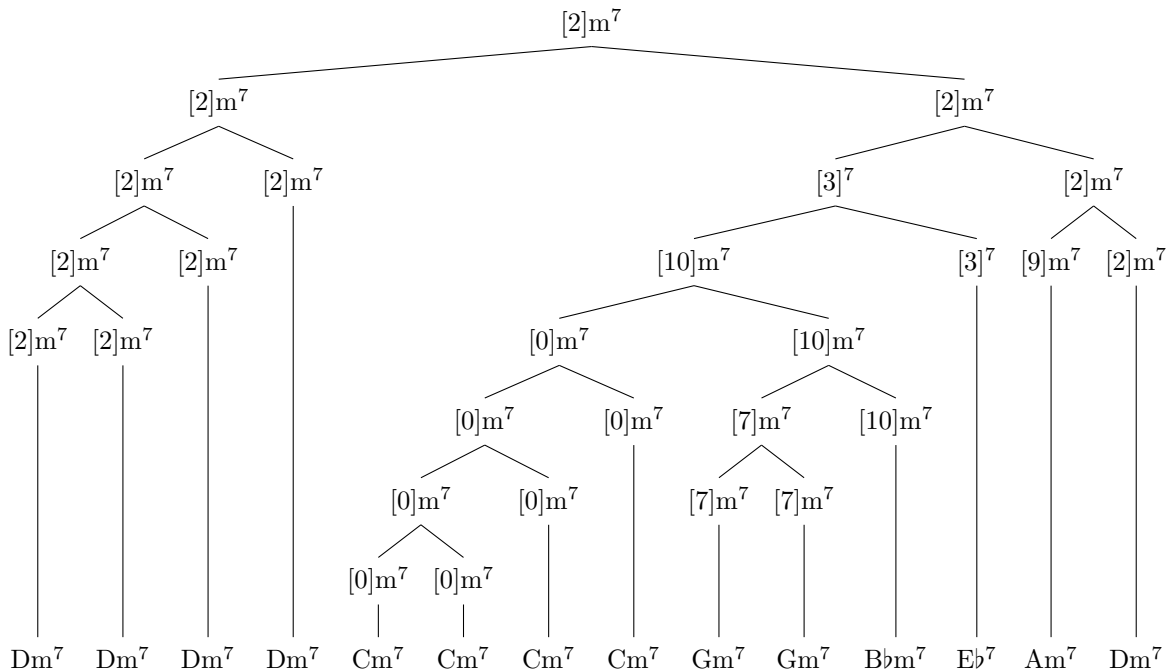 [2]m⁷
[2]m⁷ [2]m⁷
[2]m⁷ [2]m⁷ [3]⁷ [2]m⁷
[2]m⁷ [2]m⁷ [10]m⁷ [3]⁷ [9]m⁷ [2]m⁷
[2]m⁷ [2]m⁷ [0]m⁷ [10]m⁷
[0]m⁷ [0]m⁷ [7]m⁷ [10]m⁷
[0]m⁷ [0]m⁷ [7]m⁷ [7]m⁷
[0]m⁷ [0]m⁷
Dm⁷ Dm⁷ Dm⁷ Dm⁷ Cm⁷ Cm⁷ Cm⁷ Cm⁷ Gm⁷ Gm⁷ B♭m⁷ E♭⁷ Am⁷ Dm⁷